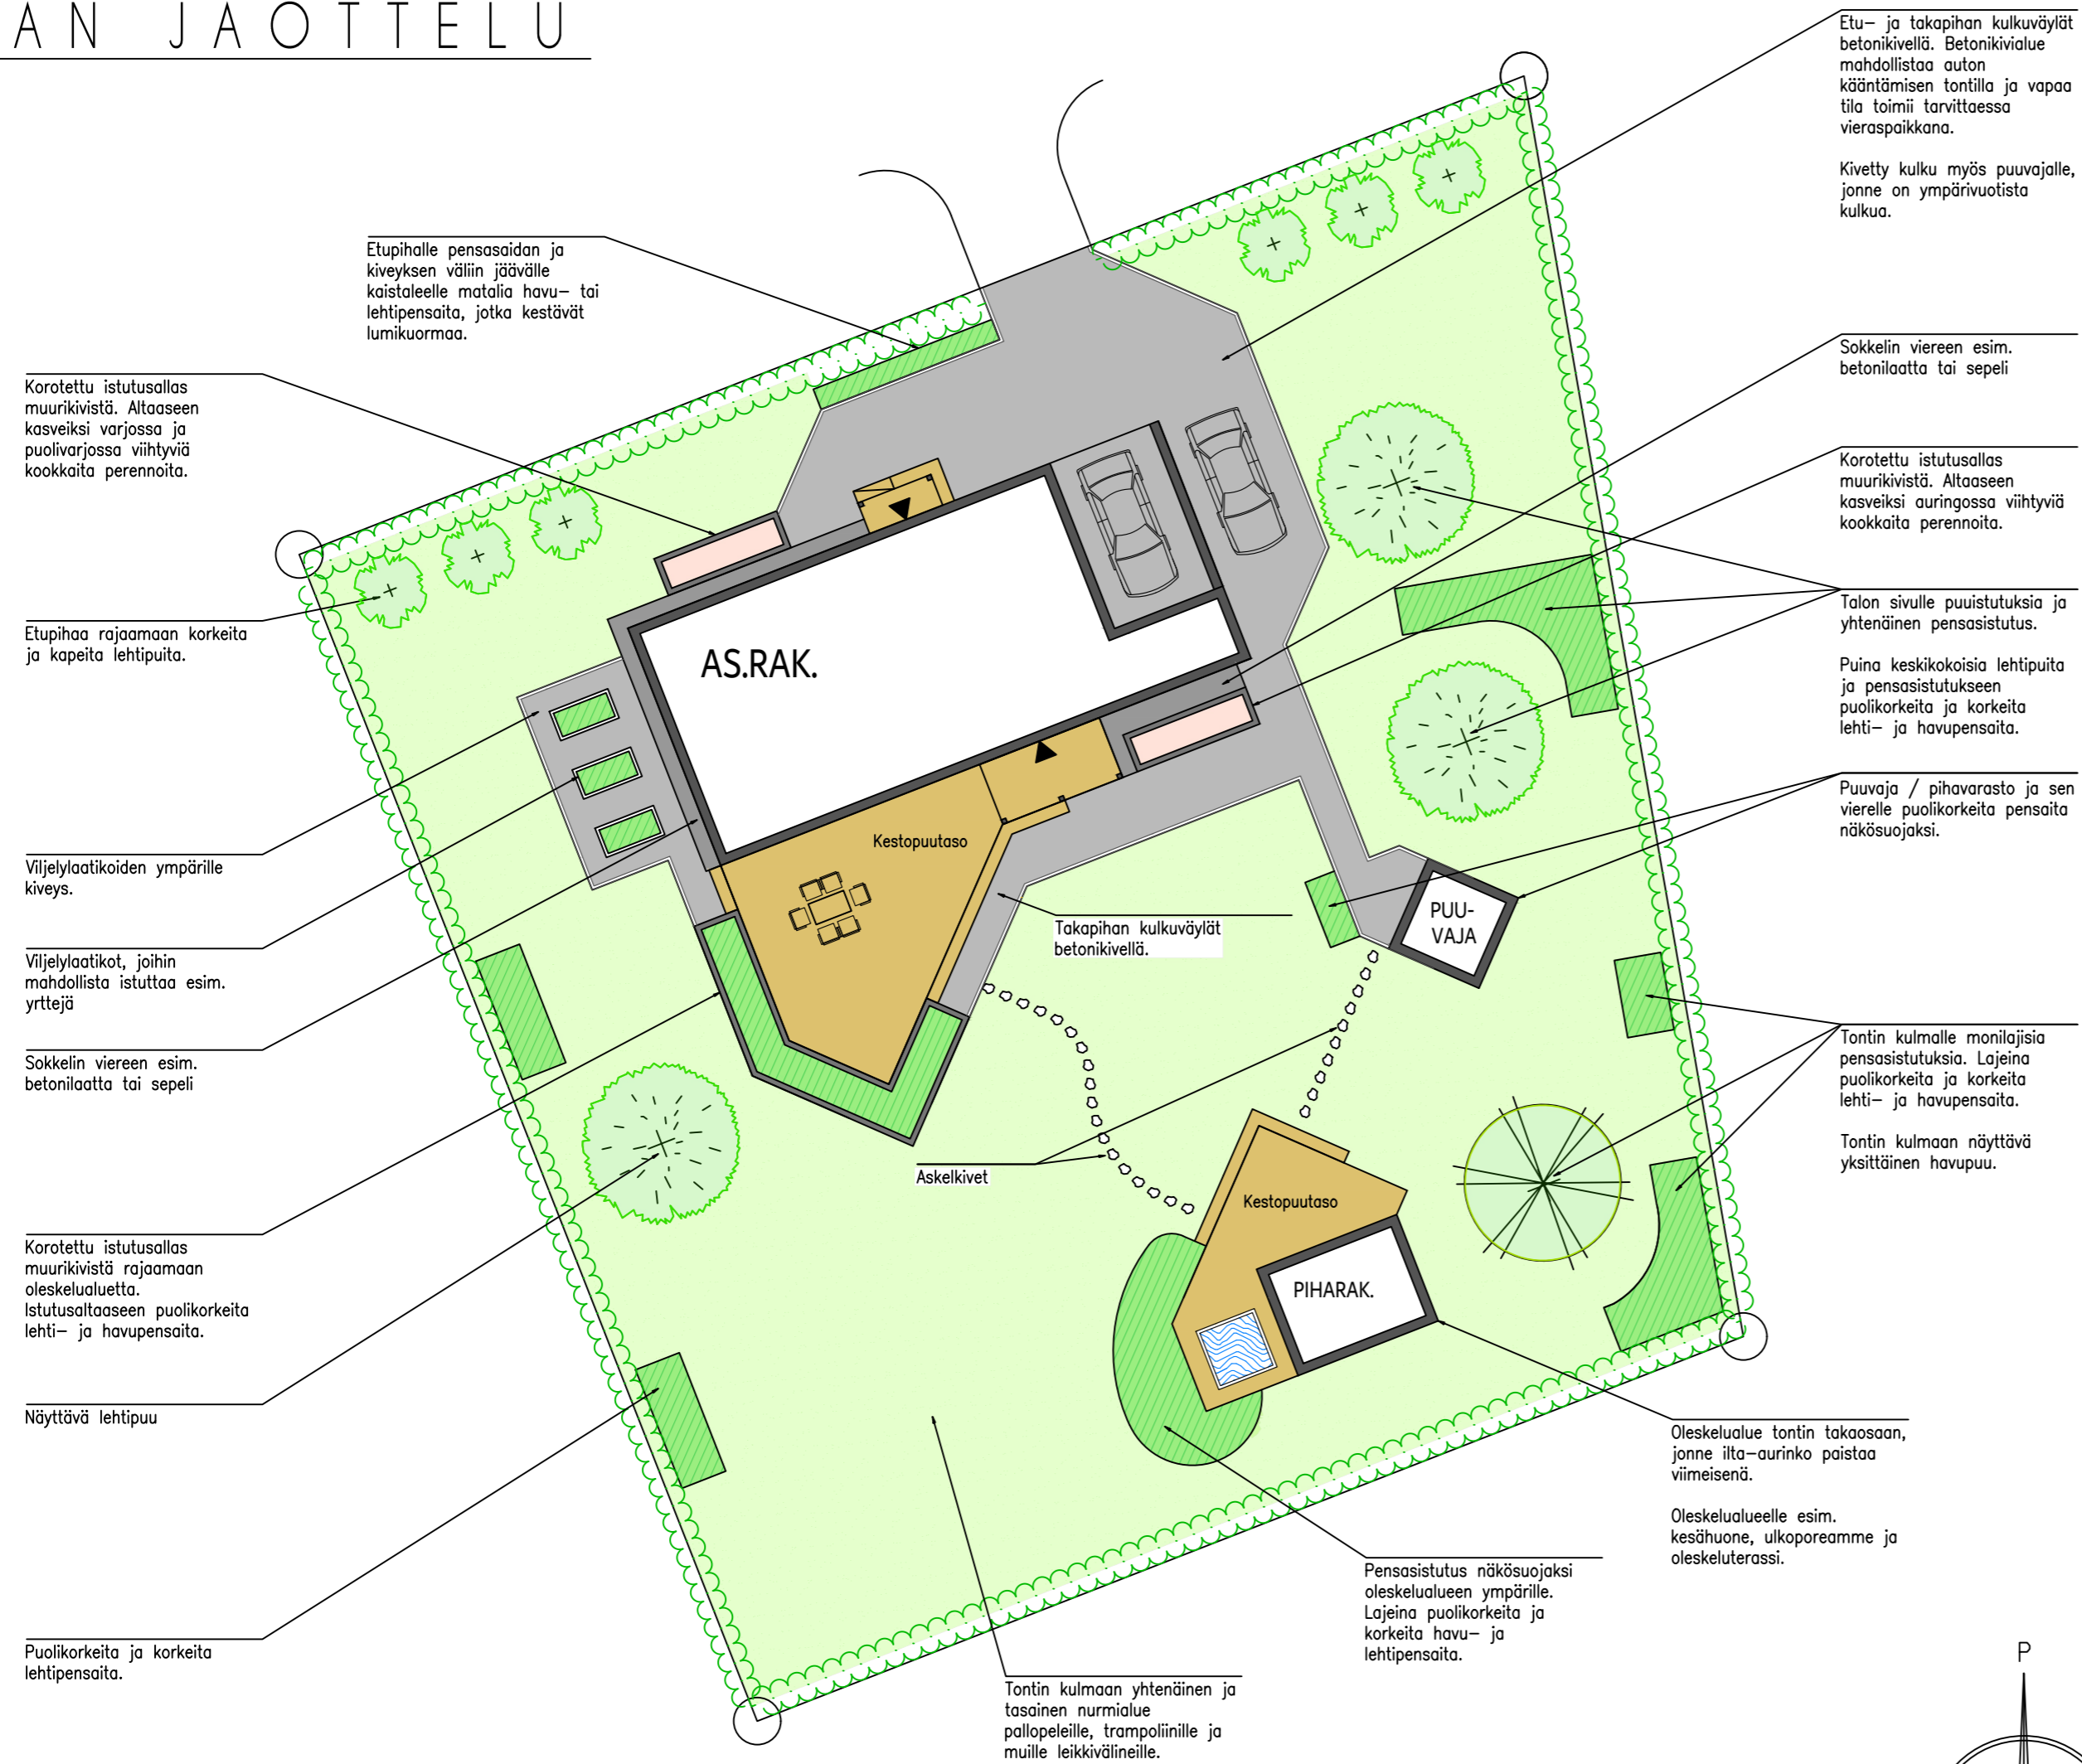 AN JAOTTELU
Etu- ja takapihan kulkuväylät
betonikivellä. Betonikivialue
mahdollistaa auton
kääntämisen tontilla ja vapaa
tila toimii tarvittaessa
vieraspaikkana.
Kivetty kulku myös puuvajalle,
jonne on ympärivuotista
kulkua.
Etupihalle pensasaidan ja
kiveyksen väliin jäävälle
kaistaleelle matalia havu- tai
lehtipensaita, jotka kestävät
lumikuormaa.
Korotettu istutusallas
muurikivistä. Altaaseen
kasveiksi varjossa ja
puolivarjossa viihtyviä
kookkaita perennoita.
Sokkelin viereen esim.
betonilaatta tai sepeli
Korotettu istutusallas
muurikivistä. Altaaseen
kasveiksi auringossa viihtyviä
kookkaita perennoita.
Etupihaa rajaamaan korkeita
ja kapeita lehtipuita.
Talon sivulle puuistutuksia ja
yhtenäinen pensasistutus.
Puina keskikokoisia lehtipuita
ja pensasistutukseen
puolikorkeita ja korkeita
lehti- ja havupensaita.
AS.RAK.
Puuvaja / pihavarasto ja sen
vierelle puolikorkeita pensaita
näkösuojaksi.
Kestopuutaso
Viljelylaatikoiden ympärille
kiveys.
PUU-
VAJA
Takapihan kulkuväylät
betonikivellä.
Viljelylaatikot, joihin
mahdollista istuttaa esim.
yrttejä
Sokkelin viereen esim.
betonilaatta tai sepeli
Tontin kulmalle monilajisia
pensasistutuksia. Lajeina
puolikorkeita ja korkeita
lehti- ja havupensaita.
Tontin kulmaan näyttävä
yksittäinen havupuu.
Askelkivet
Kestopuutaso
Korotettu istutusallas
muurikivistä rajaamaan
oleskelualuetta.
Istutusaltaaseen puolikorkeita
lehti- ja havupensaita.
PIHARAK.
Näyttävä lehtipuu
Oleskelualue tontin takaosaan,
jonne ilta-aurinko paistaa
viimeisenä.
Oleskelualueelle esim.
kesähuone, ulkoporeamme ja
oleskeluterassi.
Pensasistutus näkösuojaksi
oleskelualueen ympärille.
Lajeina puolikorkeita ja
korkeita havu- ja
lehtipensaita.
Puolikorkeita ja korkeita
lehtipensaita.
Tontin kulmaan yhtenäinen ja
tasainen nurmialue
pallopeleille, trampoliinille ja
muille leikkivälineille.
P